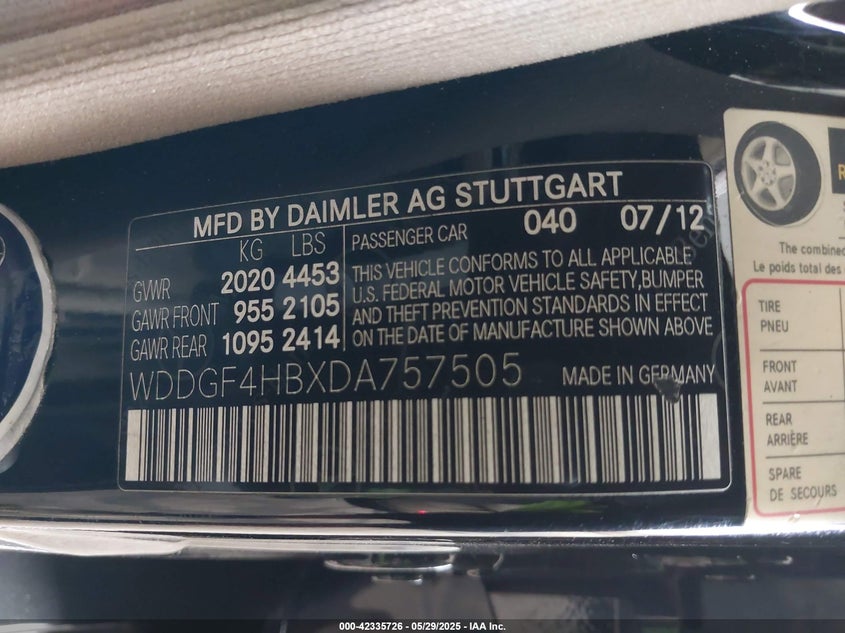 MFD BY DAIMLER AG STUTTGART
KG LBS
GVWR 2020 4453
GAWR FRONT 955 2105
GAWR REAR 1095 2414
PASSENGER CAR 040 07/12
THIS VEHICLE CONFORMS TO ALL APPLICABLE
U.S. FEDERAL MOTOR VEHICLE SAFETY,BUMPER
AND THEFT PREVENTION STANDARDS IN EFFECT
ON THE DATE OF MANUFACTURE SHOWN ABOVE
WDDGF4HBXDA757505 MADE IN GERMANY
The combined
Le poids total des
TIRE
PNEU
FRONT
AVANT
REAR
ARRIÈRE
SPARE
DE SECOURS
000-42335726 - 05/29/2025 - IAA Inc.